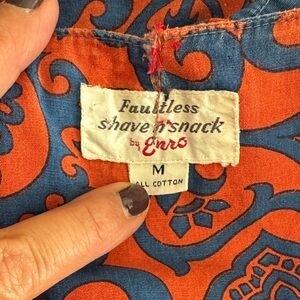 Faultless
shave n' snack
by Enro
M
ALL COTTON